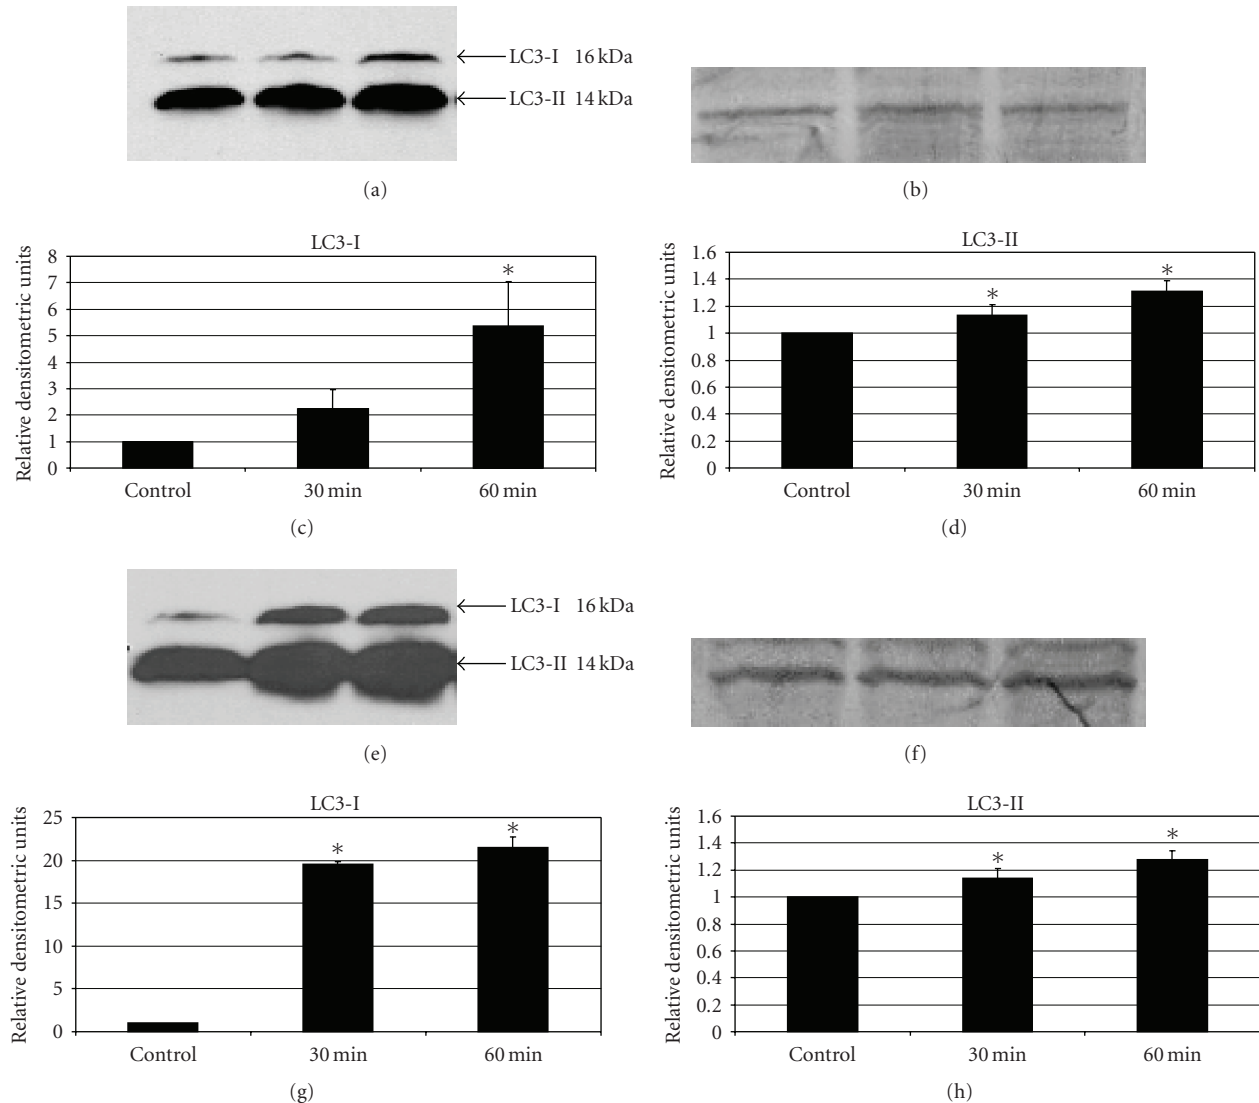 LC3-I 16 kDa
LC3-II 14 kDa
(a)
(b)
LC3-I
Relative densitometric units
8
7
6
5
4
3
2
1
0
*
Control 30 min 60 min
(c)
LC3-II
Relative densitometric units
1.6
1.4
1.2
1
0.8
0.6
0.4
0.2
0
* *
Control 30 min 60 min
(d)
LC3-I 16 kDa
LC3-II 14 kDa
(e)
(f)
LC3-I
Relative densitometric units
25
20
15
10
5
0
* *
Control 30 min 60 min
(g)
LC3-II
Relative densitometric units
1.6
1.4
1.2
1
0.8
0.6
0.4
0.2
0
* *
Control 30 min 60 min
(h)